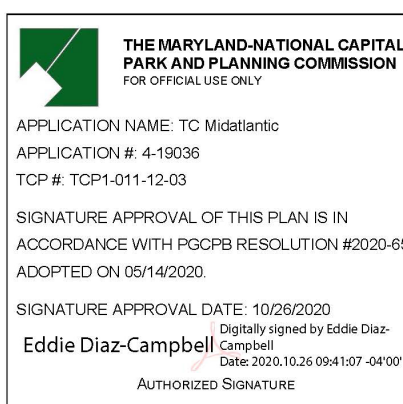 THE MARYLAND-NATIONAL CAPITAL
PARK AND PLANNING COMMISSION
FOR OFFICIAL USE ONLY
APPLICATION NAME: TC Midatlantic
APPLICATION #: 4-19036
TCP #: TCP1-011-12-03
SIGNATURE APPROVAL OF THIS PLAN IS IN
ACCORDANCE WITH PGCPB RESOLUTION #2020-65
ADOPTED ON 05/14/2020.
SIGNATURE APPROVAL DATE: 10/26/2020
Eddie Diaz-Campbell
Digitally signed by Eddie Diaz-
Campbell
Date: 2020.10.26 09:41:07 -04'00'
AUTHORIZED SIGNATURE